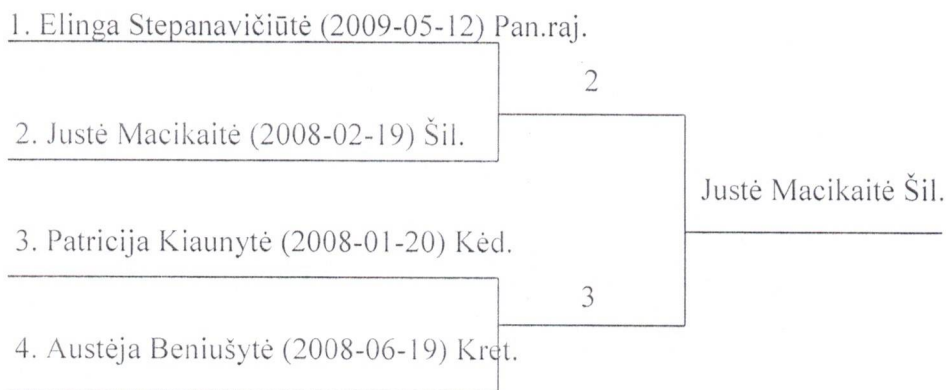 1. Elinga Stepanavičiūtė (2009-05-12) Pan.raj.
2
2. Justė Macikaitė (2008-02-19) Šil.
Justė Macikaitė Šil.
3. Patricija Kiaunytė (2008-01-20) Kėd.
3
4. Austėja Beniušytė (2008-06-19) Kret.